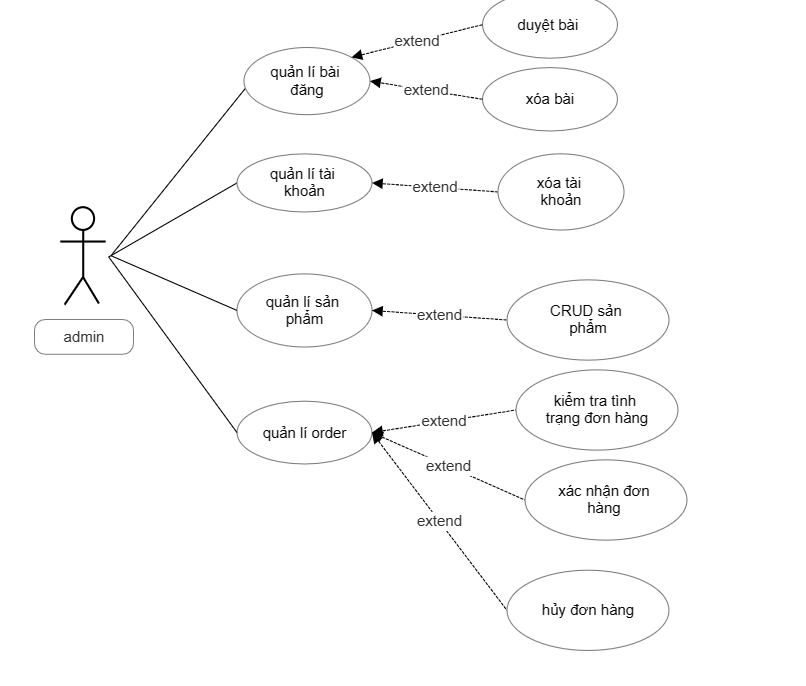 duyệt bài
extend
quản lí bài
đăng
extend
xóa bài
quản lí tài
khoản
extend
xóa tài
khoản
admin
quản lí sản
phẩm
extend
CRUD sản
phẩm
quản lí order
extend
kiểm tra tình
trạng đơn hàng
extend
xác nhận đơn
hàng
extend
hủy đơn hàng